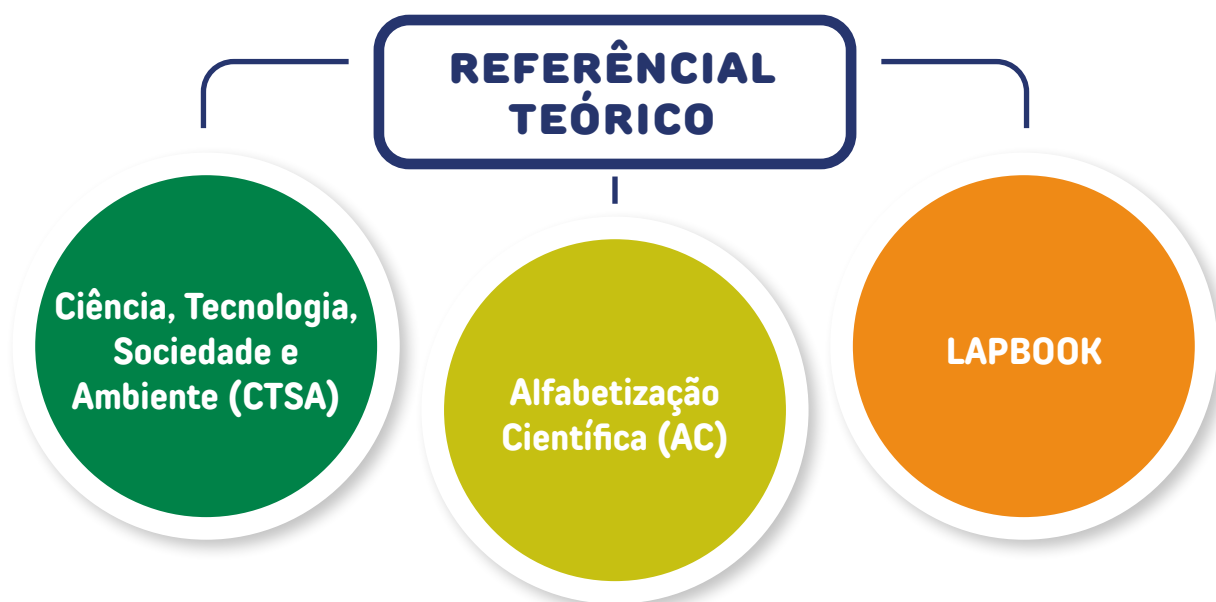 REFERÊNCIAL
TEÓRICO
Ciência, Tecnologia,
Sociedade e
Ambiente (CTSA)
Alfabetização
Científica (AC)
LAPBOOK